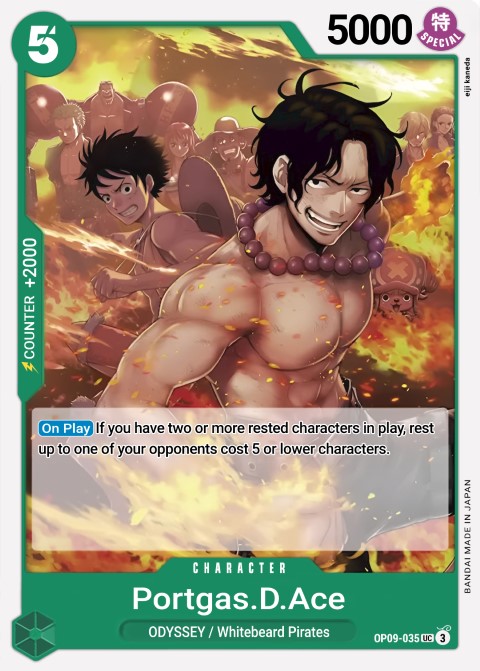 5
5000
特
SPECIAL
eiji kaneda
COUNTER +2000
On Play If you have two or more rested characters in play, rest
up to one of your opponents cost 5 or lower characters.
BANDAI MADE IN JAPAN
CHARACTER
Portgas.D.Ace
ODYSSEY / Whitebeard Pirates
OP09-035 UC 3